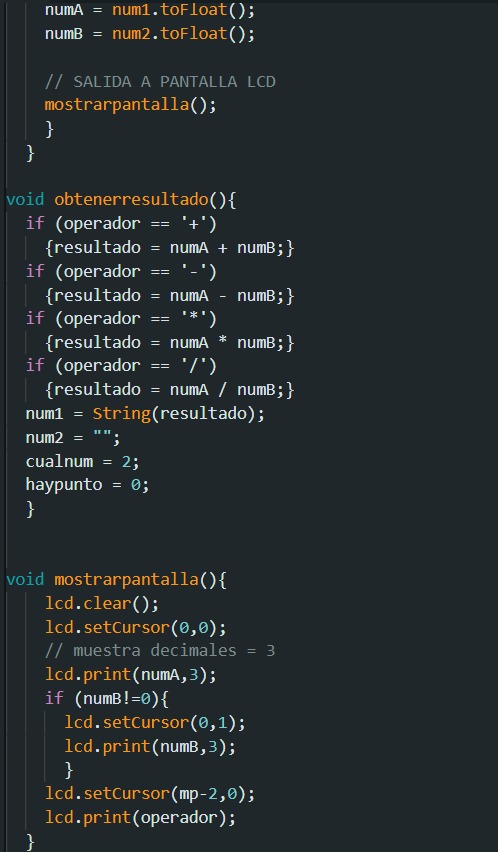 numA = num1.toFloat();
numB = num2.toFloat();
// SALIDA A PANTALLA LCD
mostrarpantalla();
}
}
void obtenerresultado(){
if (operador == '+')
{resultado = numA + numB;}
if (operador == '-')
{resultado = numA - numB;}
if (operador == '*')
{resultado = numA * numB;}
if (operador == '/')
{resultado = numA / numB;}
num1 = String(resultado);
num2 = "";
cualnum = 2;
haypunto = 0;
}
void mostrarpantalla(){
lcd.clear();
lcd.setCursor(0,0);
// muestra decimales = 3
lcd.print(numA,3);
if (numB!=0){
lcd.setCursor(0,1);
lcd.print(numB,3);
}
lcd.setCursor(mp-2,0);
lcd.print(operador);
}